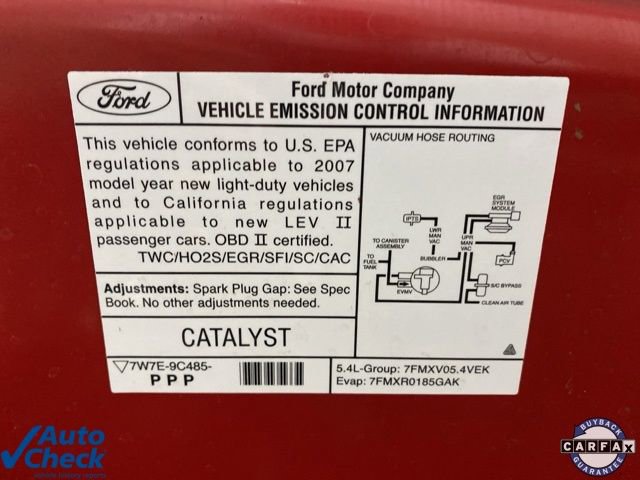 Ford
Ford Motor Company
VEHICLE EMISSION CONTROL INFORMATION
This vehicle conforms to U.S. EPA
regulations applicable to 2007
model year new light-duty vehicles
and to California regulations
applicable to new LEV II
passenger cars. OBD II certified.
TWC/HO2S/EGR/SFI/SC/CAC
Adjustments: Spark Plug Gap: See Spec
Book. No other adjustments needed.
CATALYST
7W7E-9C485-
PPP
VACUUM HOSE ROUTING
EGR
SYSTEM
MODULE
IPTS
LWR
MAN
VAC
UPR
MAN
VAC
TO CANISTER
ASSEMBLY
TO FUEL
TANK
BUBBLER
PCV
S/C BYPASS
EVMV
CLEAN AIR TUBE
5.4L-Group: 7FMXV05.4VEK
Evap: 7FMXR0185GAK
Auto
Check
vehicle history reports
BUYBACK
CARFAX
GUARANTEE